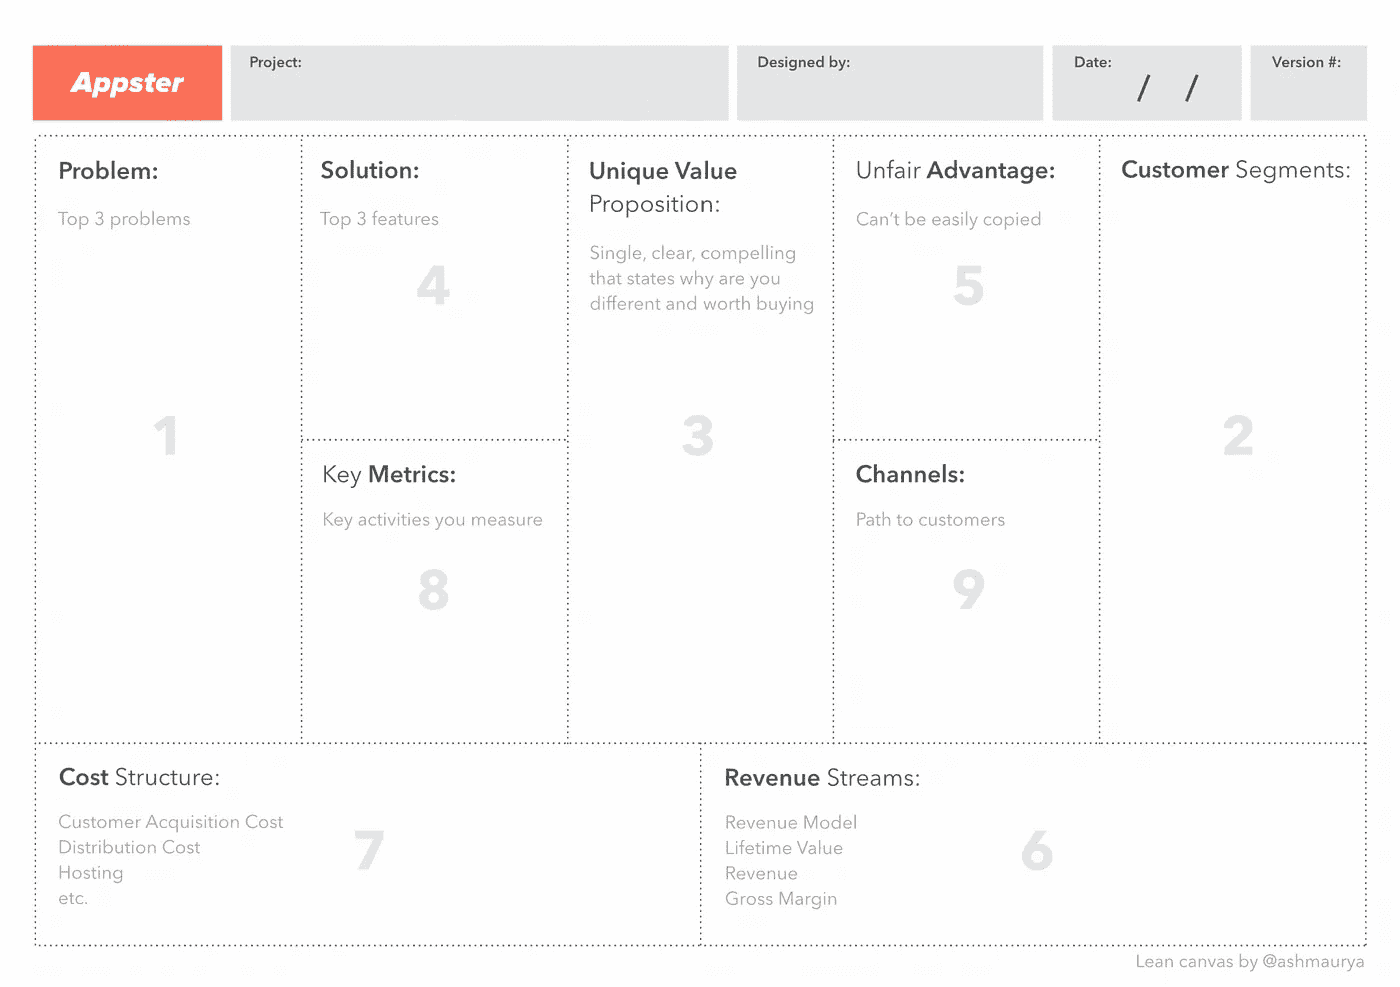 Appster
Project:
Designed by:
Date:
/ /
Version #:
Problem:
Top 3 problems
1
Solution:
Top 3 features
4
Key Metrics:
Key activities you measure
8
Unique Value
Proposition:
Single, clear, compelling
that states why are you
different and worth buying
3
Unfair Advantage:
Can't be easily copied
5
Channels:
Path to customers
9
Customer Segments:
2
Cost Structure:
Customer Acquisition Cost
Distribution Cost
Hosting
etc.
7
Revenue Streams:
Revenue Model
Lifetime Value
Revenue
Gross Margin
6
Lean canvas by @ashmaurya